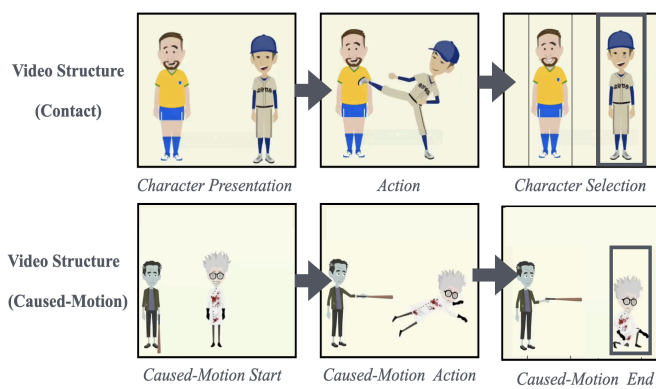 Video Structure
(Contact)
Character Presentation
Action
Character Selection
Video Structure
(Caused-Motion)
Caused-Motion Start
Caused-Motion Action
Caused-Motion End